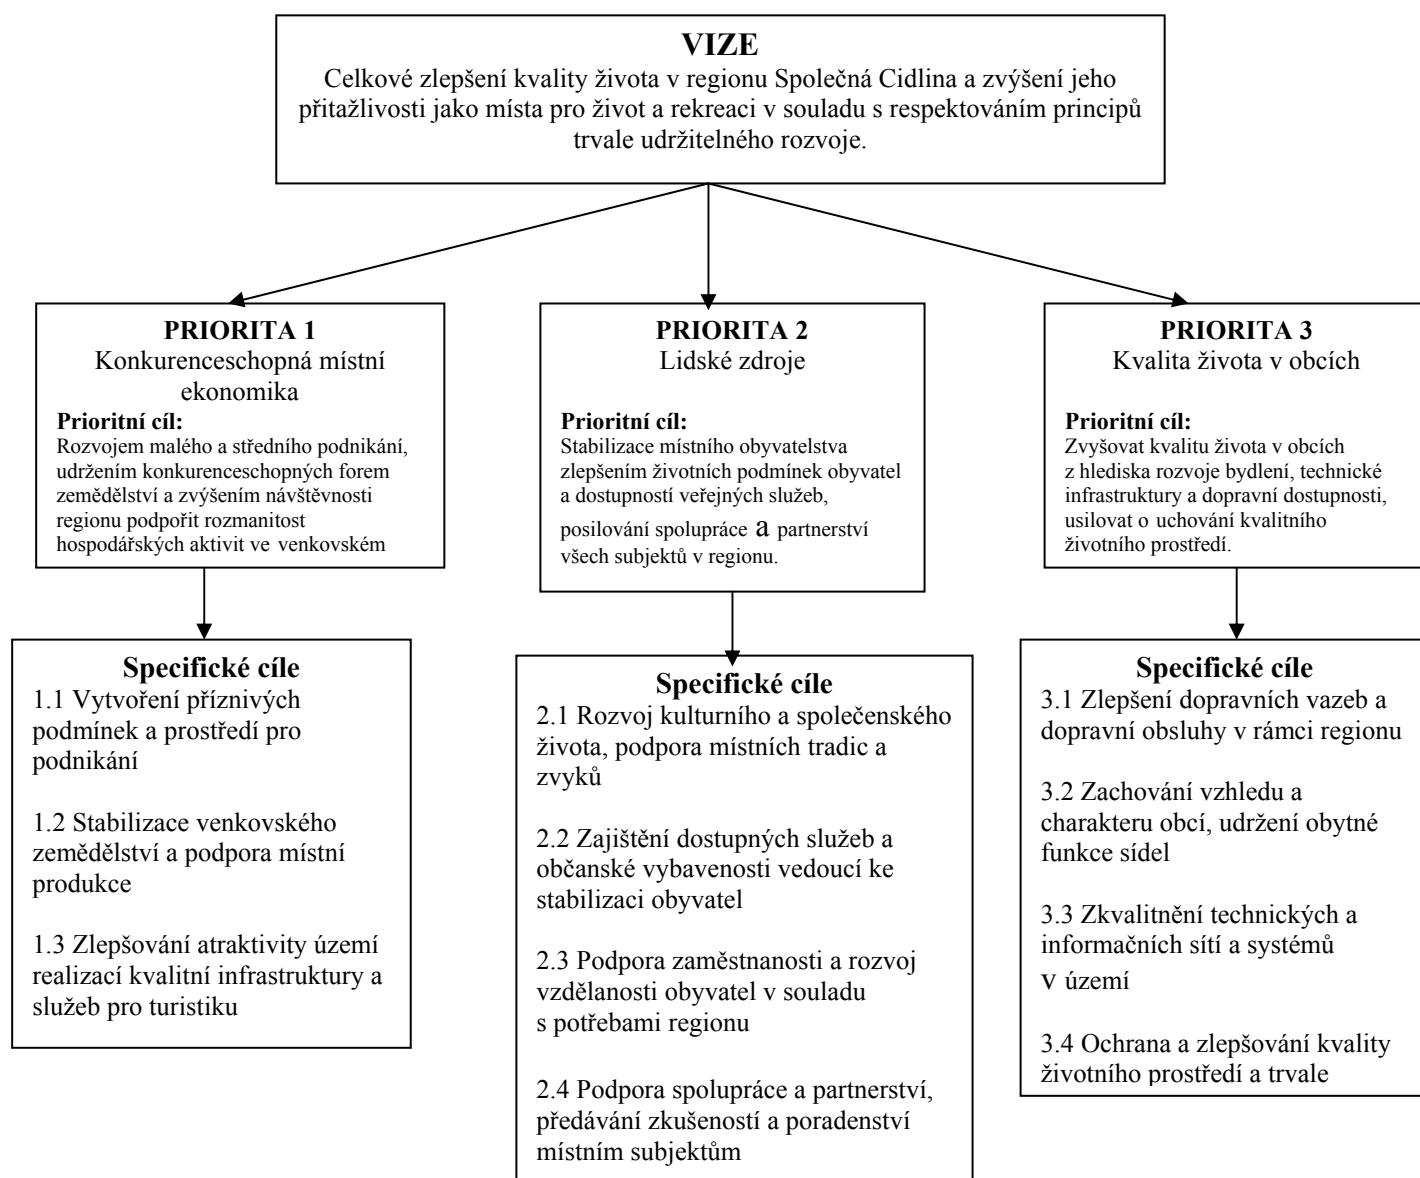 VIZE
Celkové zlepšení kvality života v regionu Společná Cidlina a zvýšení jeho
přitažlivosti jako místa pro život a rekreaci v souladu s respektováním principů
trvale udržitelného rozvoje.
PRIORITA 1
Konkurenceschopná místní
ekonomika
Prioritní cíl:
Rozvojem malého a středního podnikání,
udržením konkurenceschopných forem
zemědělství a zvýšením návštěvnosti
regionu podpořit rozmanitost
hospodářských aktivit ve venkovském
PRIORITA 2
Lidské zdroje
Prioritní cíl:
Stabilizace místního obyvatelstva
zlepšením životních podmínek obyvatel
a dostupností veřejných služeb,
posilování spolupráce a partnerství
všech subjektů v regionu.
PRIORITA 3
Kvalita života v obcích
Prioritní cíl:
Zvyšovat kvalitu života v obcích
z hlediska rozvoje bydlení, technické
infrastruktury a dopravní dostupnosti,
usilovat o uchování kvalitního
životního prostředí.
Specifické cíle
1.1 Vytvoření příznivých
podmínek a prostředí pro
podnikání
1.2 Stabilizace venkovského
zemědělství a podpora místní
produkce
1.3 Zlepšování atraktivity území
realizací kvalitní infrastruktury a
služeb pro turistiku
Specifické cíle
2.1 Rozvoj kulturního a společenského
života, podpora místních tradic a
zvyků
2.2 Zajištění dostupných služeb a
občanské vybavenosti vedoucí ke
stabilizaci obyvatel
2.3 Podpora zaměstnanosti a rozvoj
vzdělanosti obyvatel v souladu
s potřebami regionu
2.4 Podpora spolupráce a partnerství,
předávání zkušeností a poradenství
místním subjektům
Specifické cíle
3.1 Zlepšení dopravních vazeb a
dopravní obsluhy v rámci regionu
3.2 Zachování vzhledu a
charakteru obcí, udržení obytné
funkce sídel
3.3 Zkvalitnění technických a
informačních sítí a systémů
v území
3.4 Ochrana a zlepšování kvality
životního prostředí a trvale